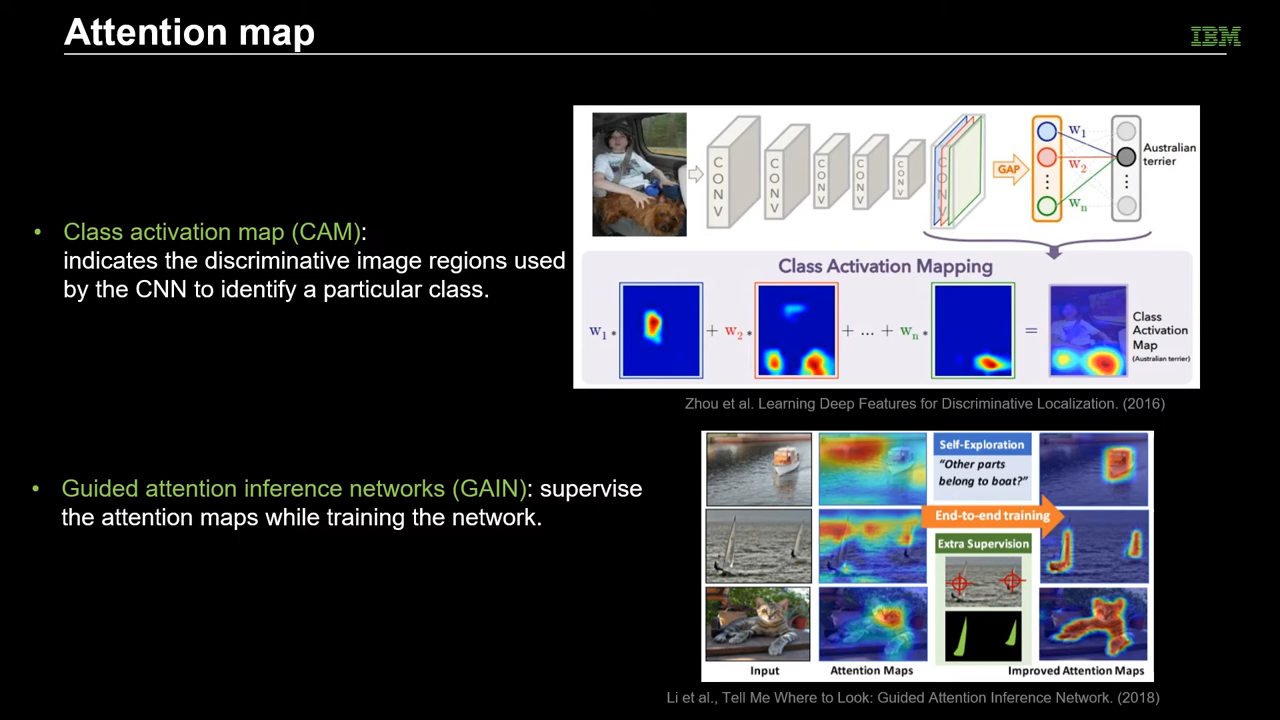 Attention map
IBM
• Class activation map (CAM):
indicates the discriminative image regions used
by the CNN to identify a particular class.
CONV
CONV
CONV
CONV
CONV
CONV
GAP
w1
w2
wn
Australian
terrier
Class Activation Mapping
w1 * + w2 * + ... + wn * =
Class
Activation
Map
(Australian terrier)
Zhou et al. Learning Deep Features for Discriminative Localization. (2016)
• Guided attention inference networks (GAIN): supervise
the attention maps while training the network.
Self-Exploration
“Other parts
belong to boat?”
End-to-end training
Extra Supervision
Input
Attention Maps
Improved Attention Maps
Li et al., Tell Me Where to Look: Guided Attention Inference Network. (2018)